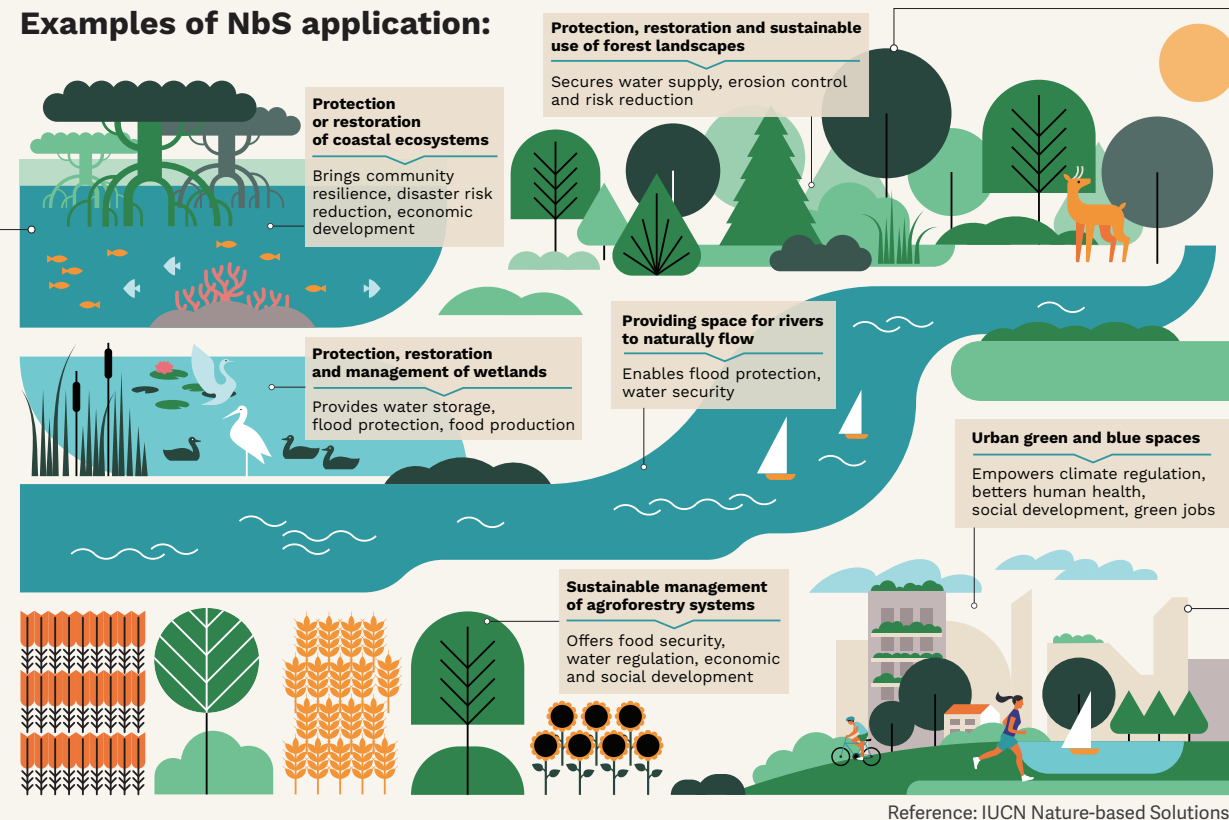 Examples of NbS application:
Protection, restoration and sustainable
use of forest landscapes
Secures water supply, erosion control
and risk reduction
Protection
or restoration
of coastal ecosystems
Brings community
resilience, disaster risk
reduction, economic
development
Providing space for rivers
to naturally flow
Enables flood protection,
water security
Protection, restoration
and management of wetlands
Provides water storage,
flood protection, food production
Urban green and blue spaces
Empowers climate regulation,
betters human health,
social development, green jobs
Sustainable management
of agroforestry systems
Offers food security,
water regulation, economic
and social development
Reference: IUCN Nature-based Solutions